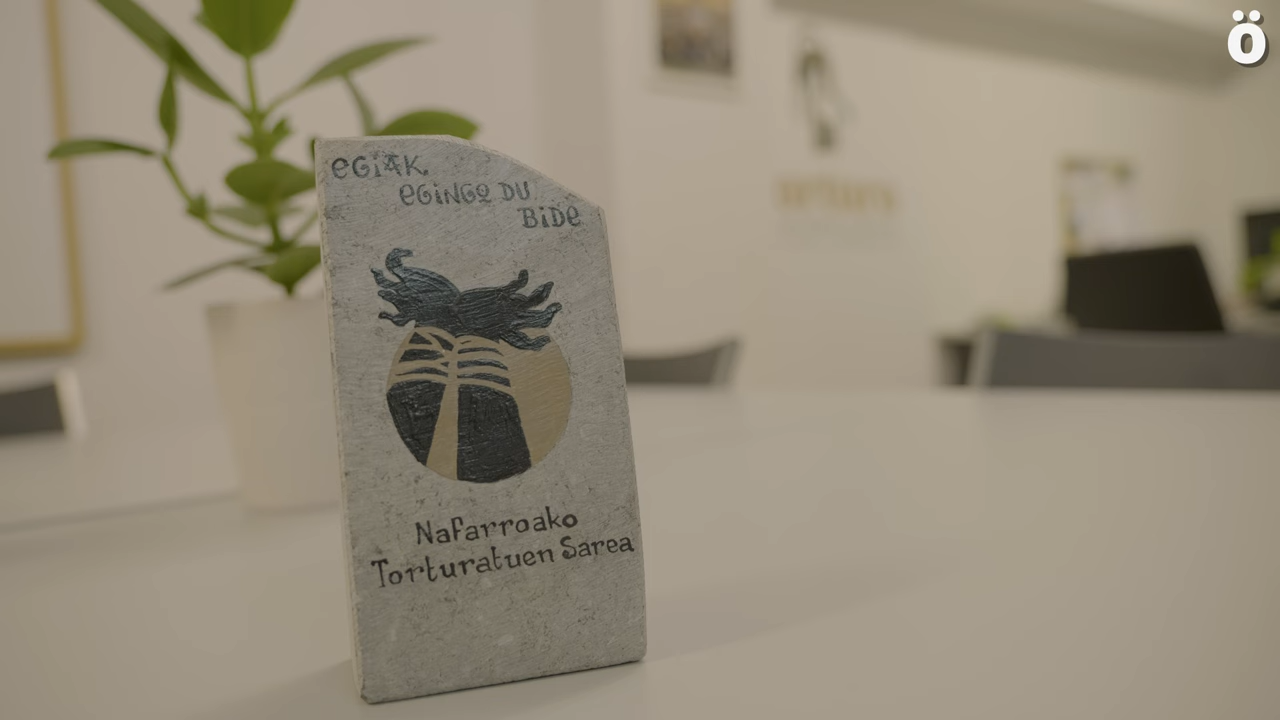 EGIAK
EGINGO DU
BIDE
Nafarroako
Torturatuen Sarea
Ö